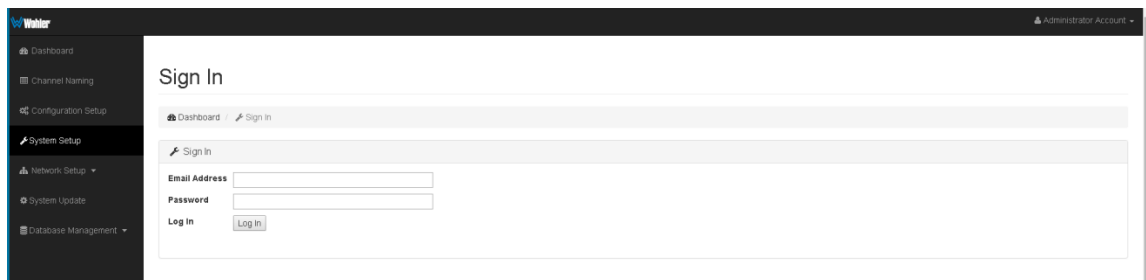 Wohler
Administrator Account
Dashboard
Channel Naming
Configuration Setup
System Setup
Network Setup
System Update
Database Management
Sign In
Dashboard / Sign In
Sign In
Email Address
Password
Log In
Log In